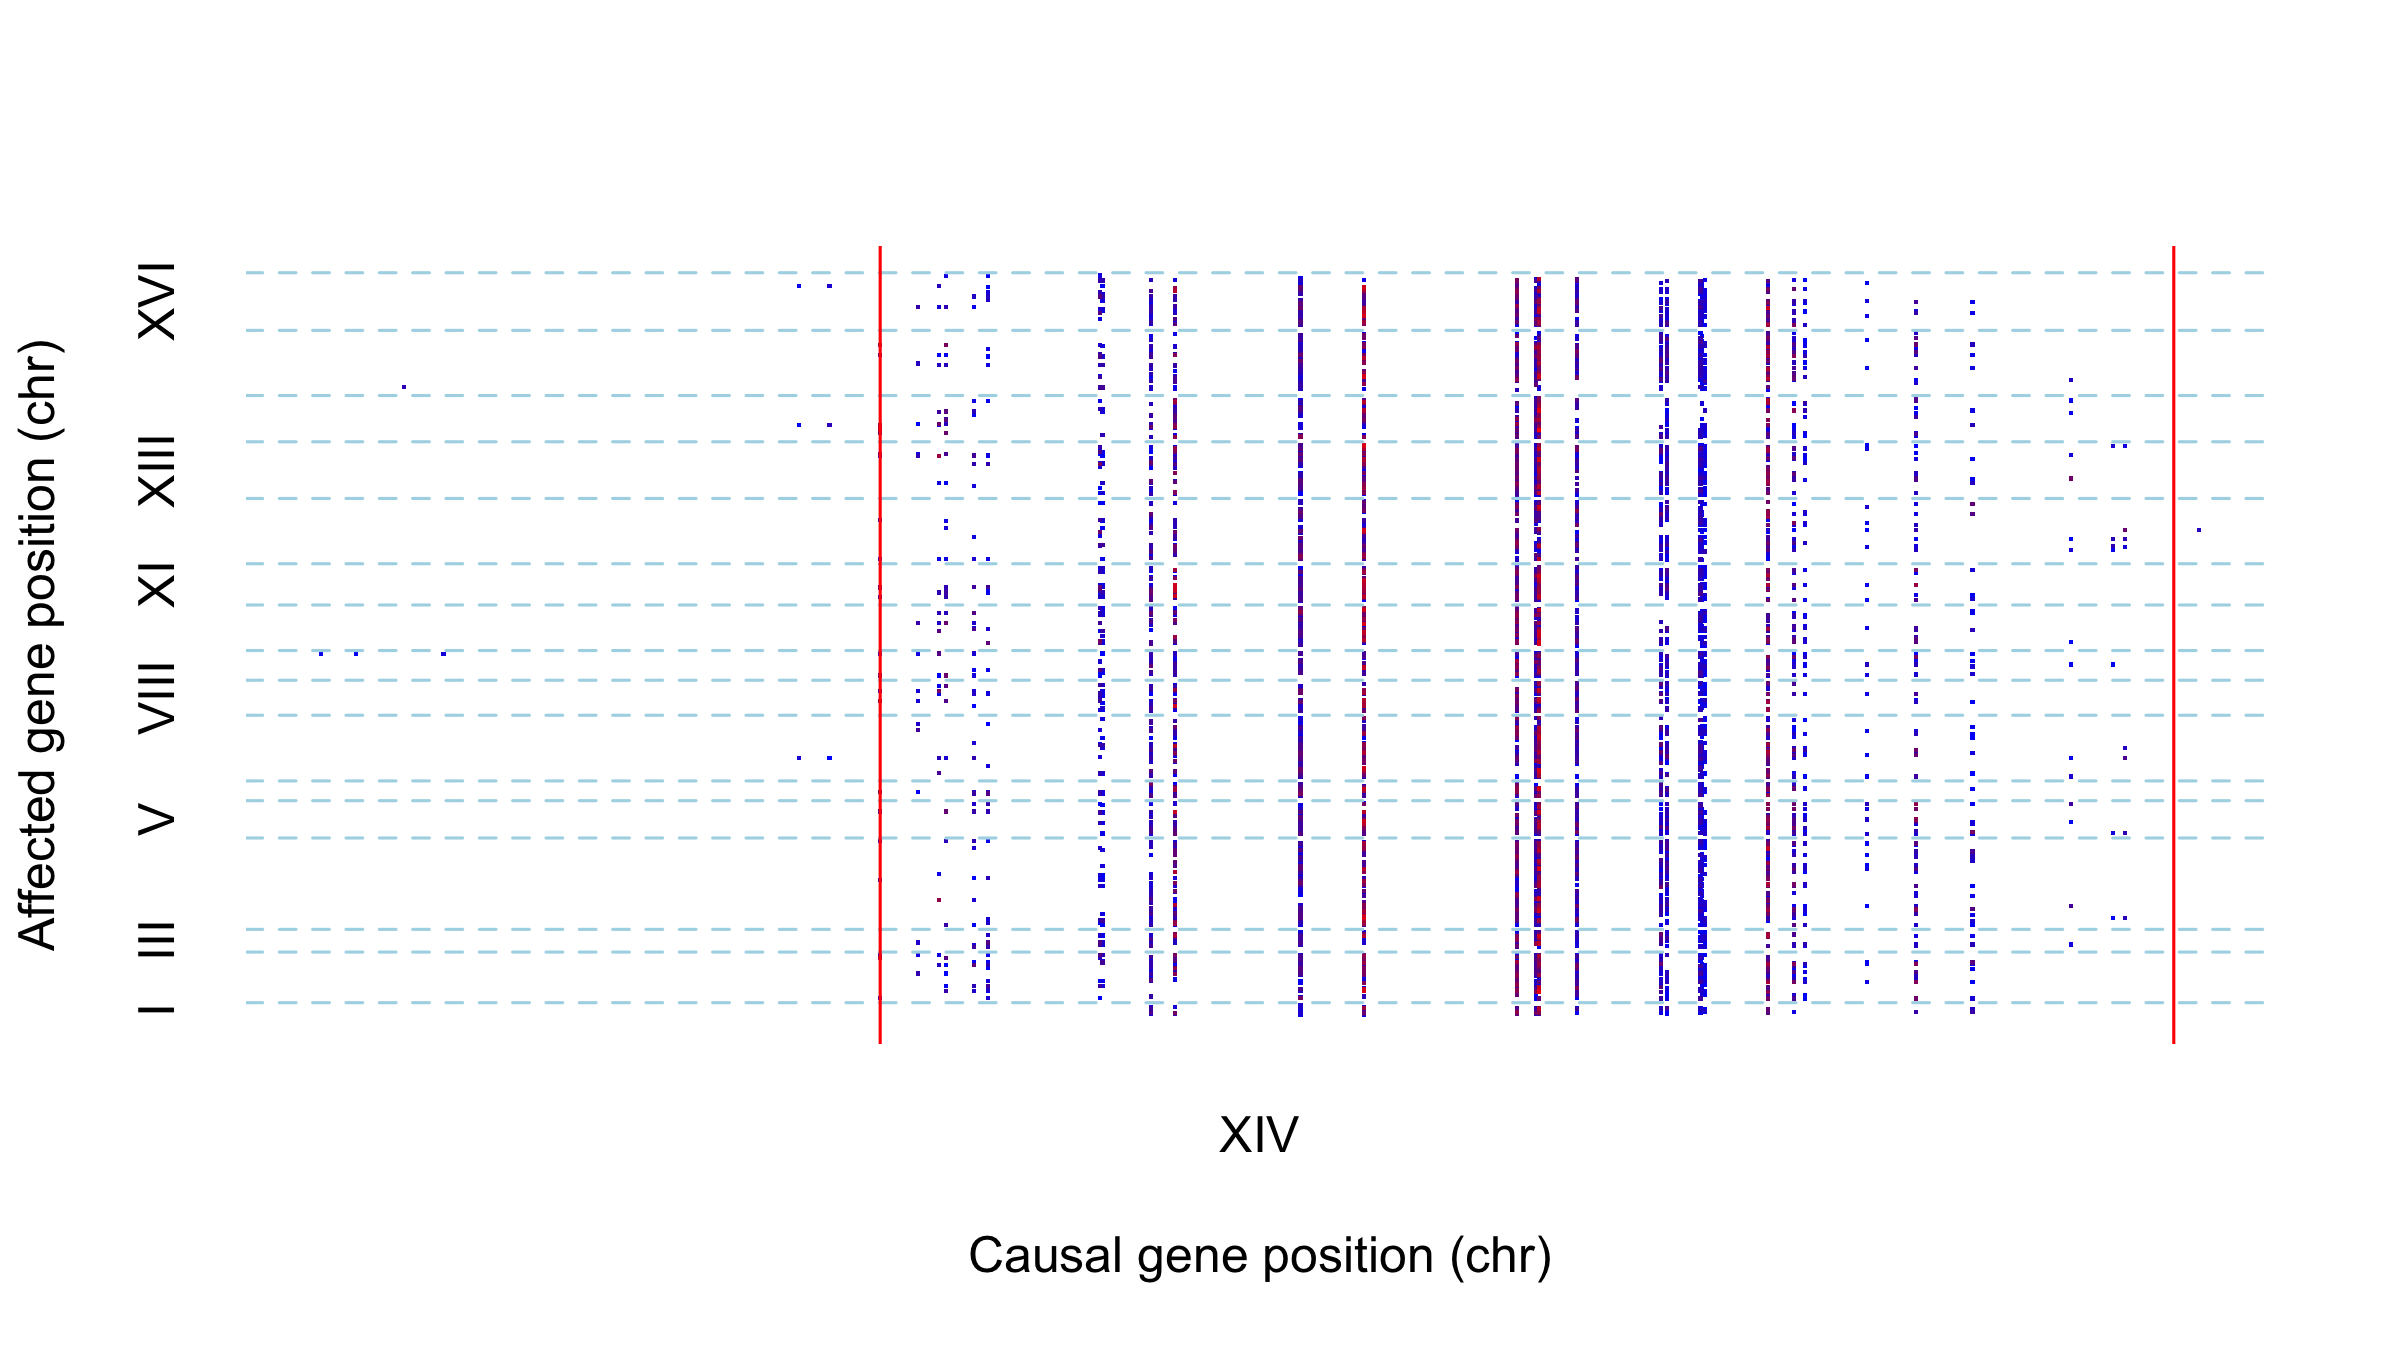 Affected gene position (chr)
XVI
XIII
XI
VIII
V
III
I
XIV
Causal gene position (chr)